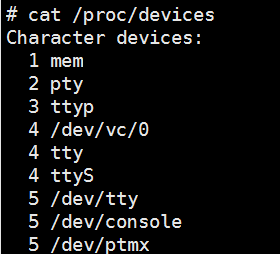 # cat /proc/devices
Character devices:
1 mem
2 pty
3 ttyp
4 /dev/vc/0
4 tty
4 ttyS
5 /dev/tty
5 /dev/console
5 /dev/ptmx